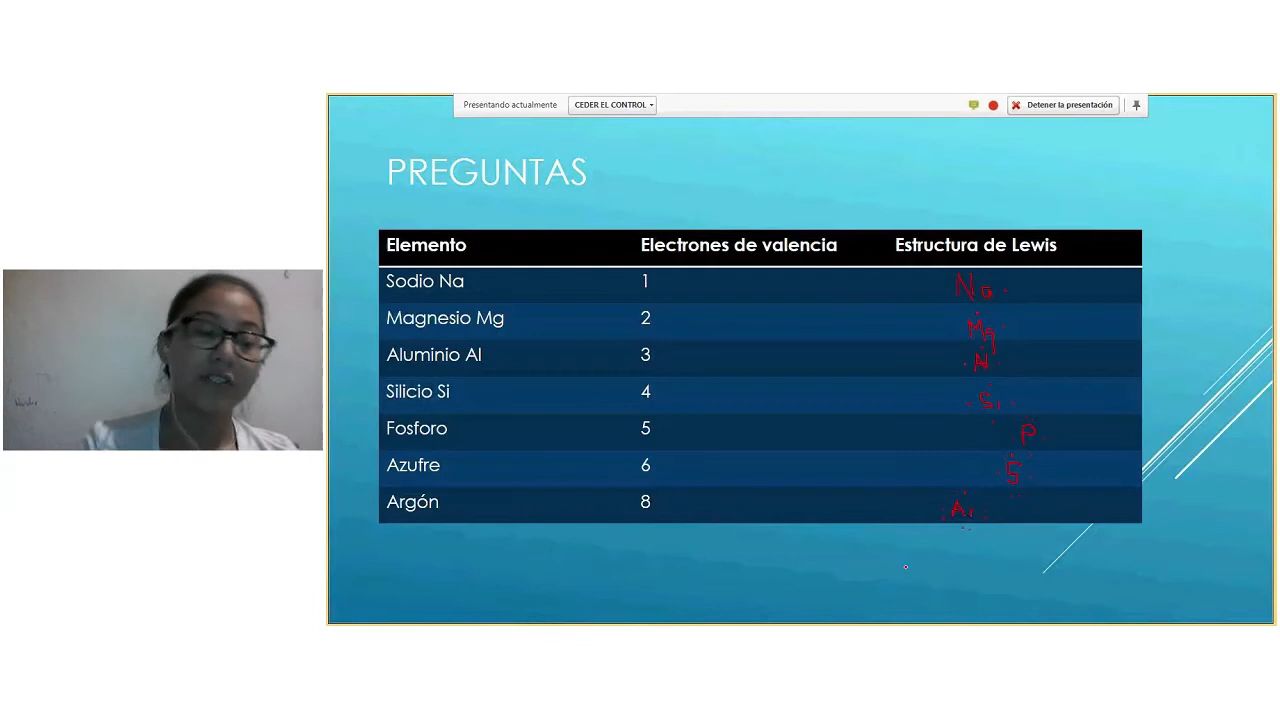 Presentando actualmente CEDER EL CONTROL Detener la presentación
PREGUNTAS
Elemento Electrones de valencia Estructura de Lewis
Sodio Na 1 Na
Magnesio Mg 2 Mg
Aluminio Al 3 Al
Silicio Si 4 Si
Fosforo 5 P
Azufre 6 S
Argón 8 Ar